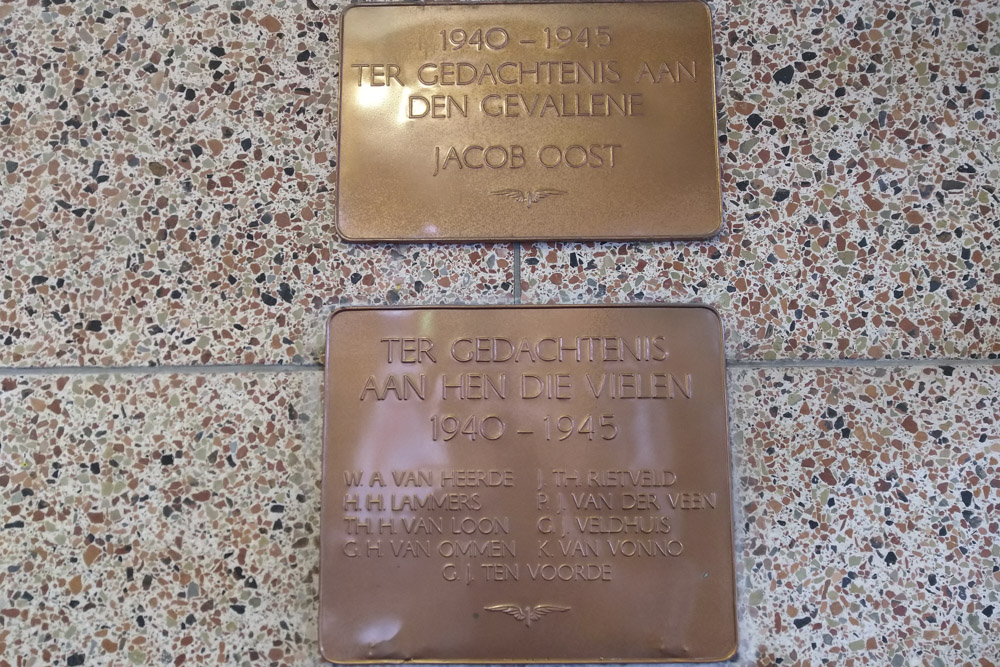 1940 – 1945
TER GEDACHTENIS AAN
DEN GEVALLENE
JACOB OOST
TER GEDACHTENIS
AAN HEN DIE VIELEN
1940 – 1945
W. A. VAN HEERDE
H. H. LAMMERS
TH. H. VAN LOON
G. H. VAN OMMEN
J. TH. RIETVELD
P. J. VAN DER VEEN
G. J. VELDHUIS
K. VAN VONNO
G. J. TEN VOORDE